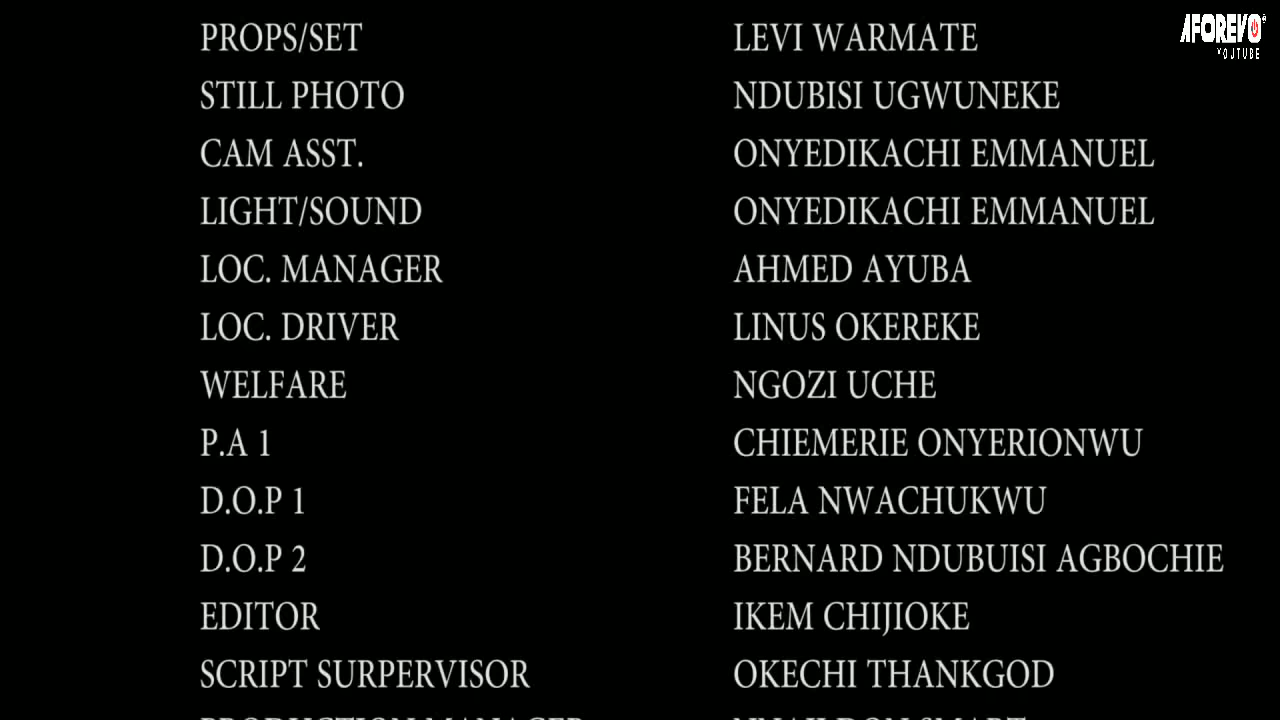 AFOREVO
YOUTUBE
PROPS/SET LEVI WARMATE
STILL PHOTO NDUBISI UGWUNEKE
CAM ASST. ONYEDIKACHI EMMANUEL
LIGHT/SOUND ONYEDIKACHI EMMANUEL
LOC. MANAGER AHMED AYUBA
LOC. DRIVER LINUS OKEREKE
WELFARE NGOZI UCHE
P.A 1 CHIEMERIE ONYERIONWU
D.O.P 1 FELA NWACHUKWU
D.O.P 2 BERNARD NDUBUISI AGBOCHIE
EDITOR IKEM CHIJIOKE
SCRIPT SURPERVISOR OKECHI THANKGOD
PRODUCTION MANAGER